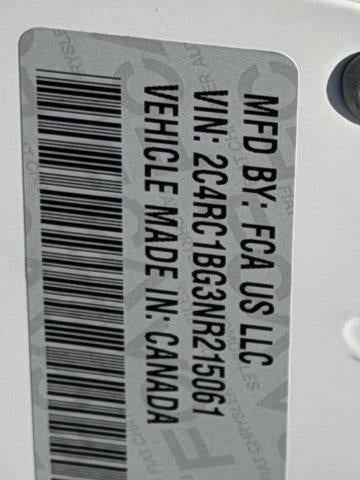 MFD BY: FCA US LLC
VIN: 2C4RC1BG3NR215061
VEHICLE MADE IN: CANADA